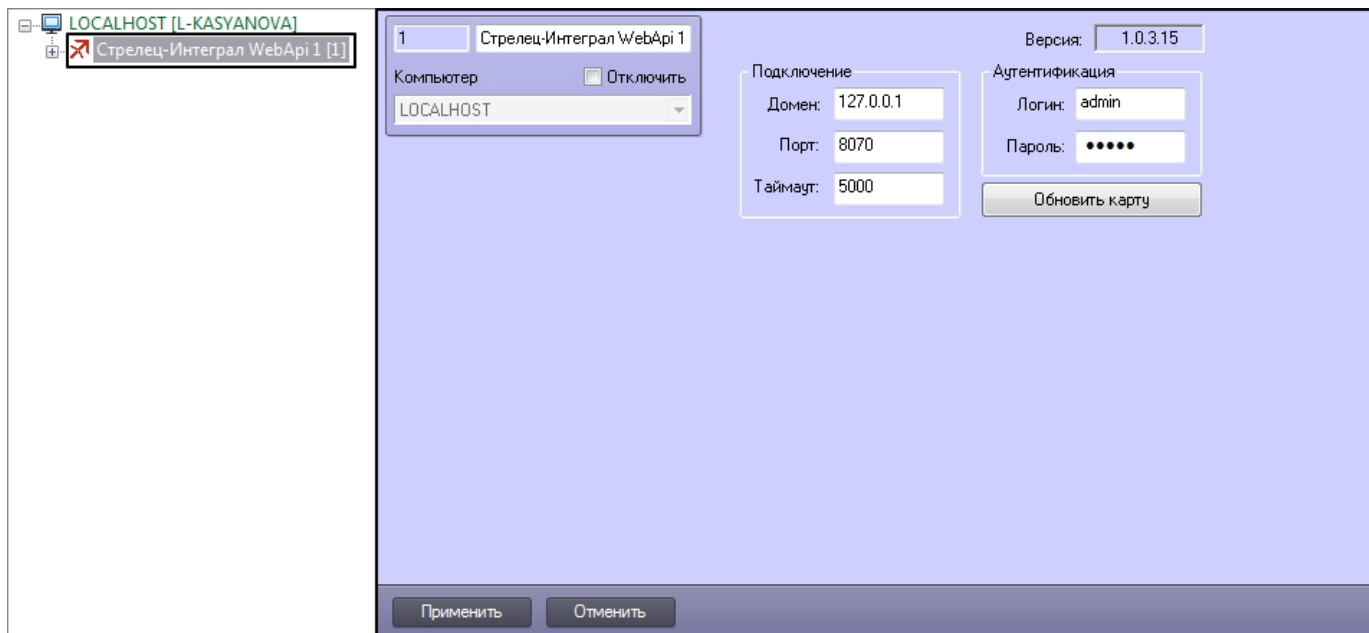 LOCALHOST [L-KASYANOVA]
Стрелец-Интеграл WebApi 1 [1]
1 Стрелец-Интеграл WebApi 1
Компьютер Отключить
LOCALHOST
Версия: 1.0.3.15
Подключение
Домен: 127.0.0.1
Порт: 8070
Таймаут: 5000
Аутентификация
Логин: admin
Пароль: •••••
Обновить карту
Применить Отменить